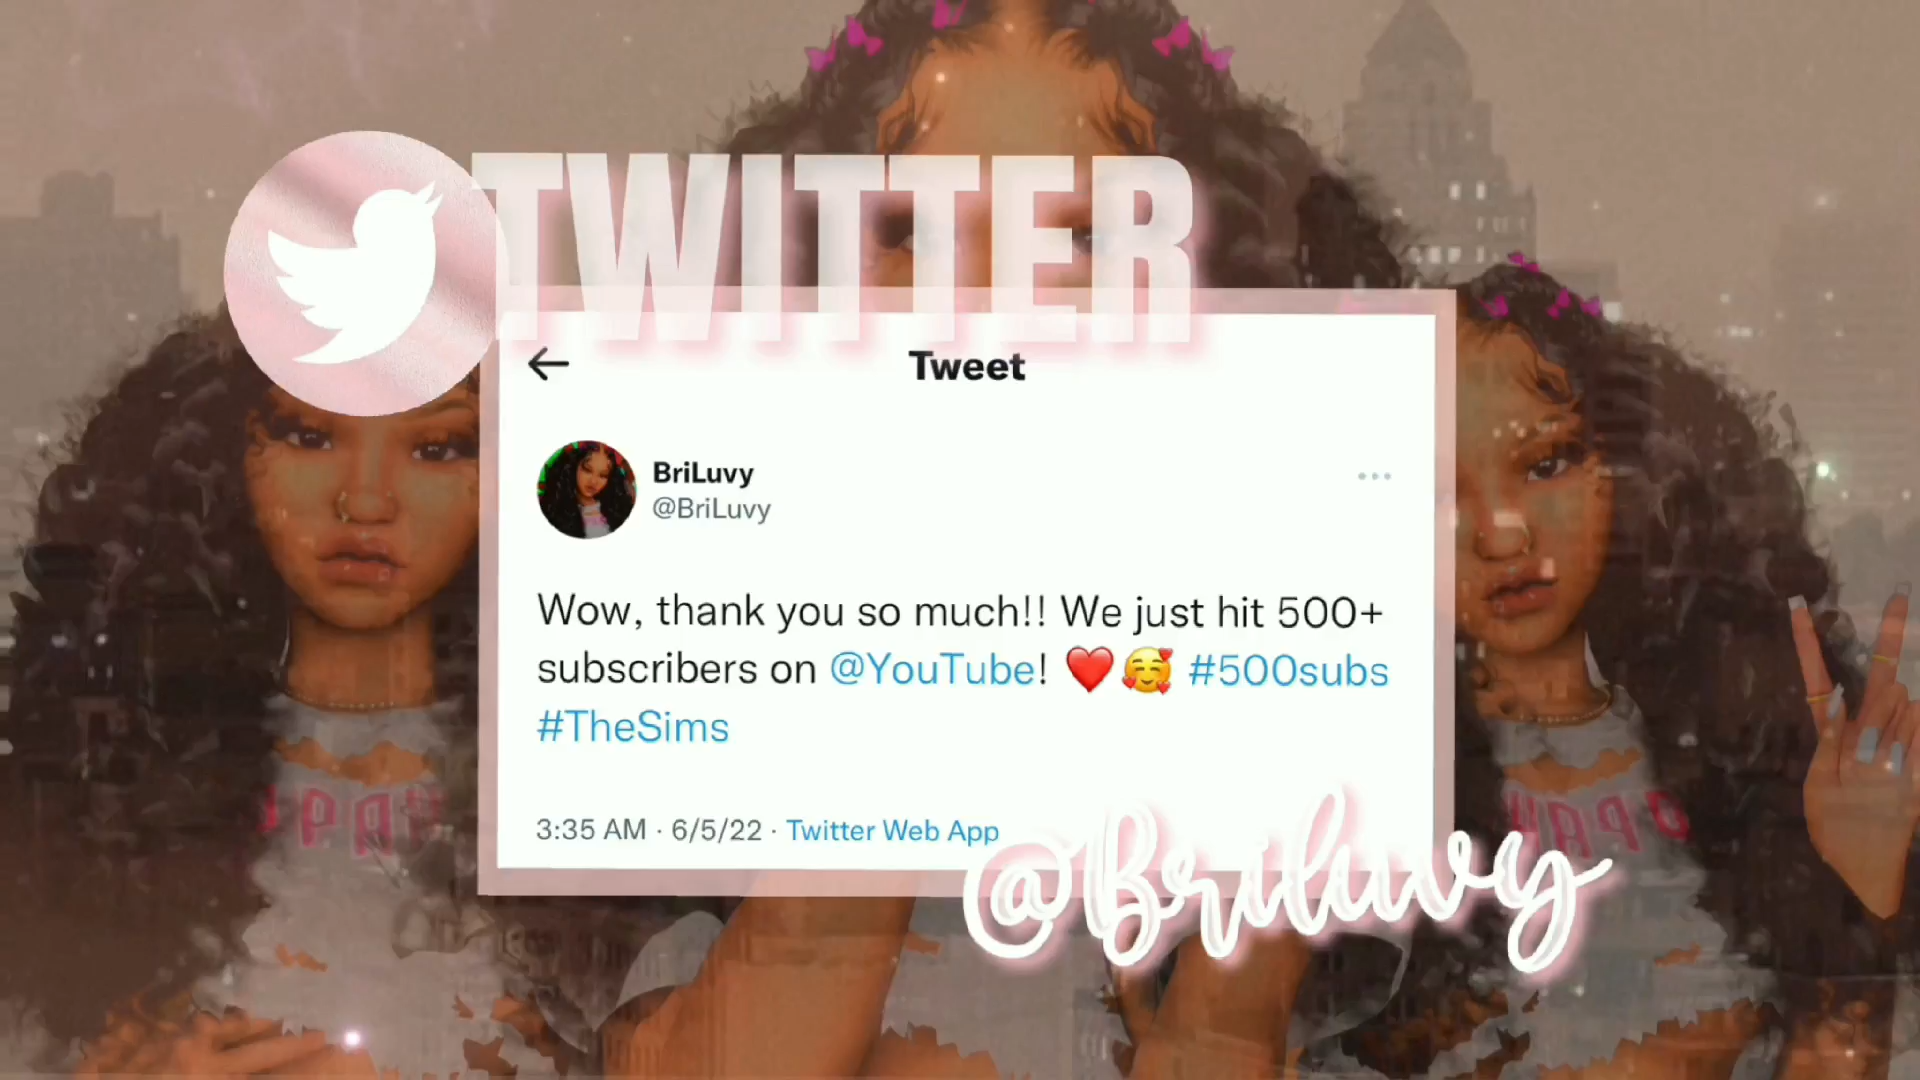 TWITTER
Tweet
BriLuvy
@BriLuvy
Wow, thank you so much!! We just hit 500+
subscribers on @YouTube! ❤️🥰 #500subs
#TheSims
3:35 AM · 6/5/22 · Twitter Web App
@Briluvy